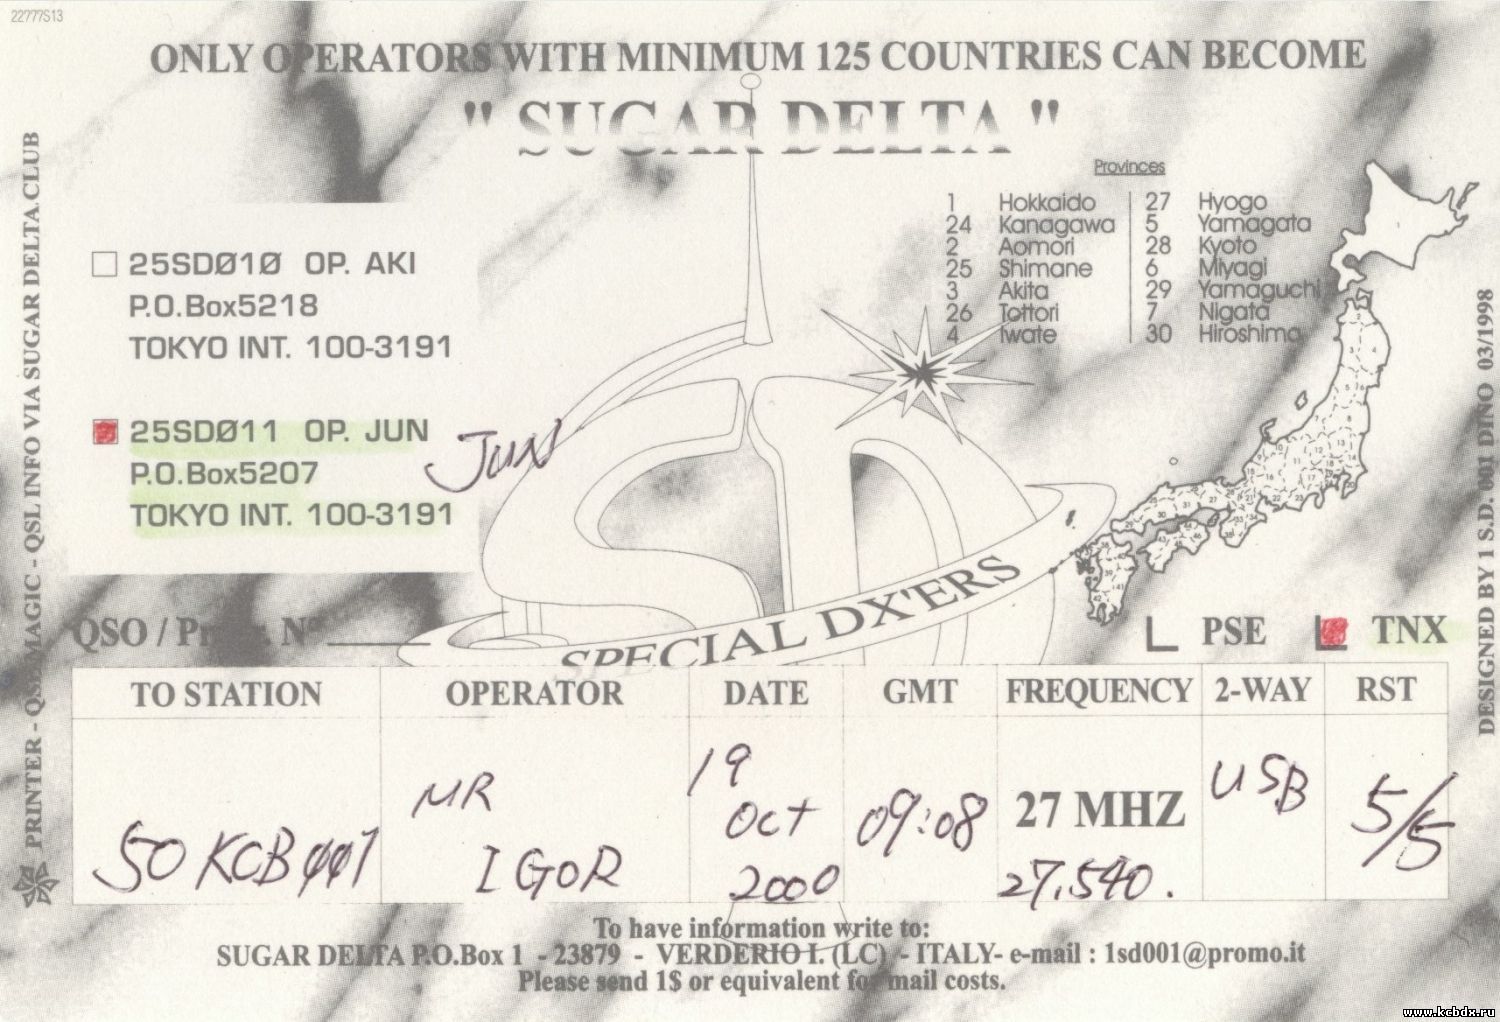 22777S13
ONLY OPERATORS WITH MINIMUM 125 COUNTRIES CAN BECOME
" SUGAR DELTA "
Provinces
1 Hokkaido 27 Hyogo
24 Kanagawa 5 Yamagata
2 Aomori 28 Kyoto
25 Shimane 6 Miyagi
3 Akita 29 Yamaguchi
26 Tottori 7 Nigata
4 Iwate 30 Hiroshima
25SDØ1Ø OP. AKI
P.O.Box5218
TOKYO INT. 100-3191
25SDØ11 OP. JUN
P.O.Box5207
TOKYO INT. 100-3191
JUN
SD
SPECIAL DX'ERS
PRINTER - QSL MAGIC - QSL INFO VIA SUGAR DELTA CLUB
DESIGNED BY 1 S.D. 001 DINO 03/1998
QSO / Pr N°
PSE TNX
TO STATION OPERATOR DATE GMT FREQUENCY 2-WAY RST
50 KCB ØØ1 MR IGOR 19 Oct 2000 09:08 27 MHZ 27.540. USB 5/5
To have information write to:
SUGAR DELTA P.O.Box 1 - 23879 - VERDERIO I. (LC) - ITALY- e-mail : 1sd001@promo.it
Please send 1$ or equivalent for mail costs.
www.kcbdx.ru